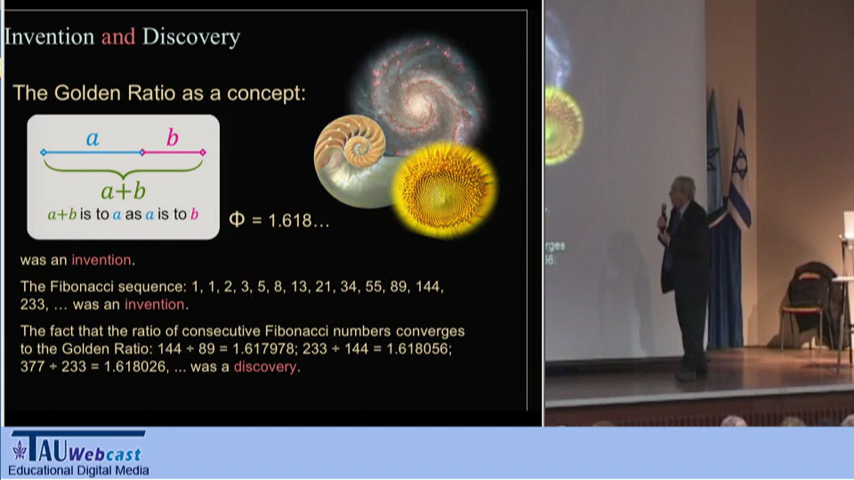 Invention and Discovery
The Golden Ratio as a concept:
a b
a+b
a+b is to a as a is to b
Φ = 1.618...
was an invention.
The Fibonacci sequence: 1, 1, 2, 3, 5, 8, 13, 21, 34, 55, 89, 144,
233, ... was an invention.
The fact that the ratio of consecutive Fibonacci numbers converges
to the Golden Ratio: 144 ÷ 89 = 1.617978; 233 ÷ 144 = 1.618056;
377 ÷ 233 = 1.618026, ... was a discovery.
rges
56;
TAU Webcast
Educational Digital Media